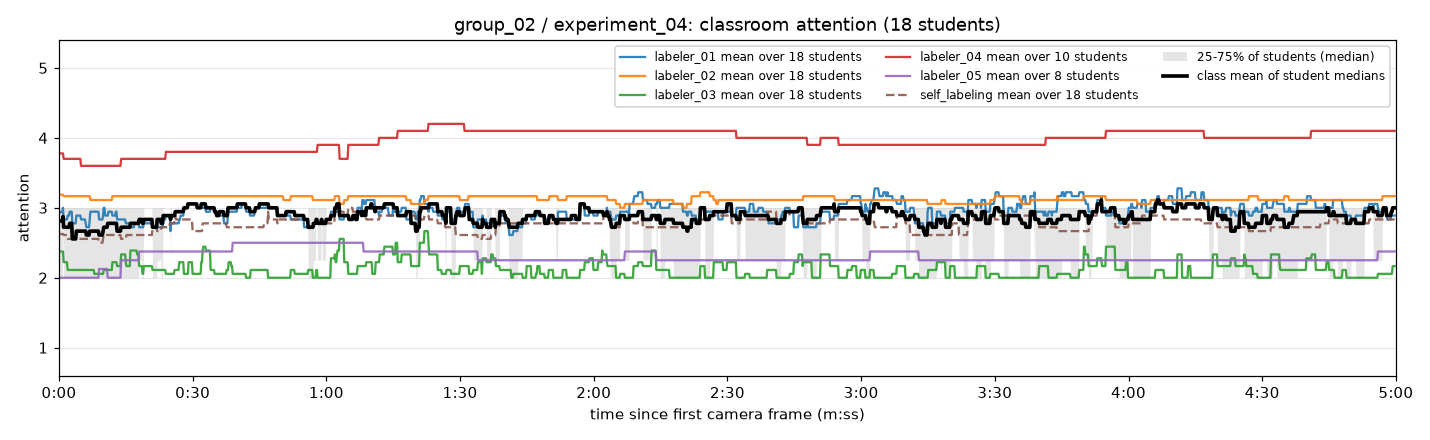 group_02 / experiment_04: classroom attention (18 students)
labeler_01 mean over 18 students
labeler_02 mean over 18 students
labeler_03 mean over 18 students
labeler_04 mean over 10 students
labeler_05 mean over 8 students
self_labeling mean over 18 students
25-75% of students (median)
class mean of student medians
attention
5
4
3
2
1
0:00 0:30 1:00 1:30 2:00 2:30 3:00 3:30 4:00 4:30 5:00
time since first camera frame (m:ss)